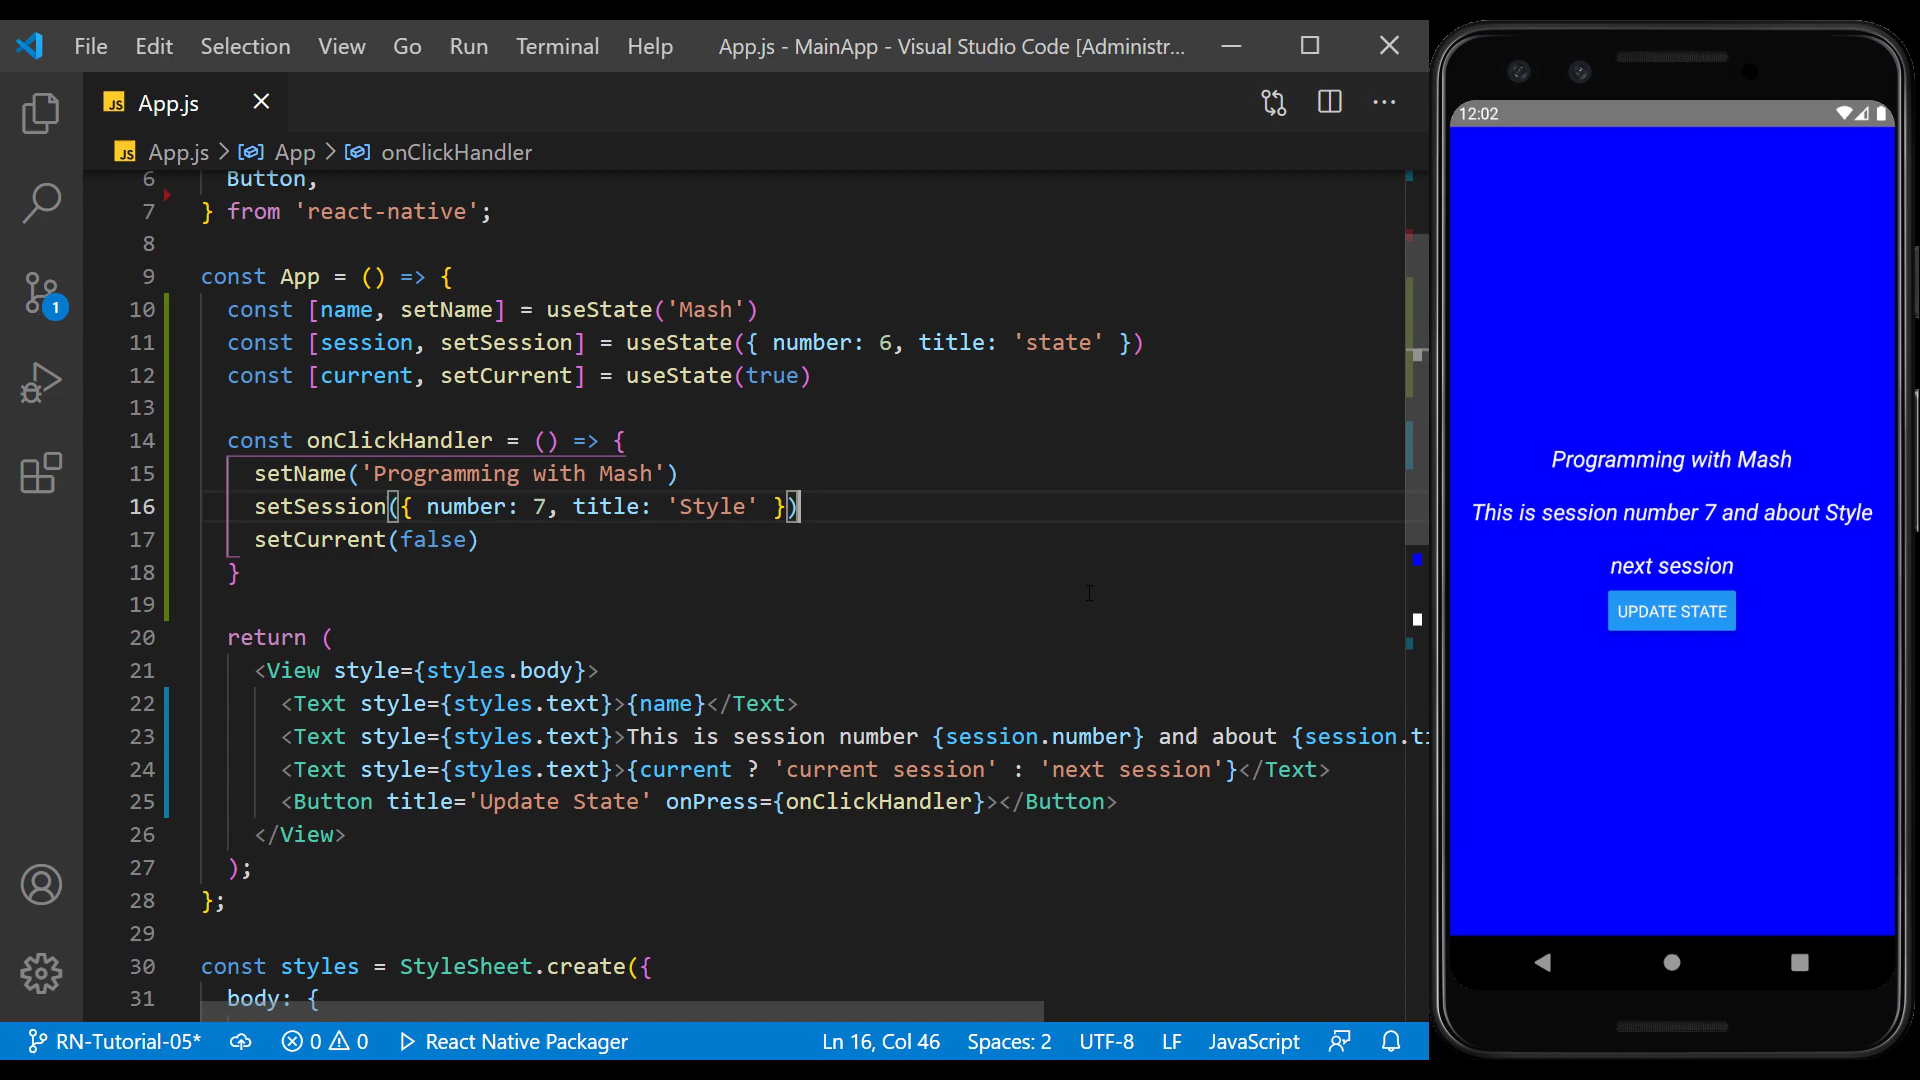 File Edit Selection View Go Run Terminal Help App.js - MainApp - Visual Studio Code [Administr...
JS App.js
JS App.js > App > onClickHandler
6 Button,
7 } from 'react-native';
8
9 const App = () => {
10 const [name, setName] = useState('Mash')
11 const [session, setSession] = useState({ number: 6, title: 'state' })
12 const [current, setCurrent] = useState(true)
13
14 const onClickHandler = () => {
15 setName('Programming with Mash')
16 setSession({ number: 7, title: 'Style' })
17 setCurrent(false)
18 }
19
20 return (
21 <View style={styles.body}>
22 <Text style={styles.text}>{name}</Text>
23 <Text style={styles.text}>This is session number {session.number} and about {session.ti
24 <Text style={styles.text}>{current ? 'current session' : 'next session'}</Text>
25 <Button title='Update State' onPress={onClickHandler}></Button>
26 </View>
27 );
28 };
29
30 const styles = StyleSheet.create({
31 body: {
1
RN-Tutorial-05* 0 0 React Native Packager Ln 16, Col 46 Spaces: 2 UTF-8 LF JavaScript
12:02
Programming with Mash
This is session number 7 and about Style
next session
UPDATE STATE